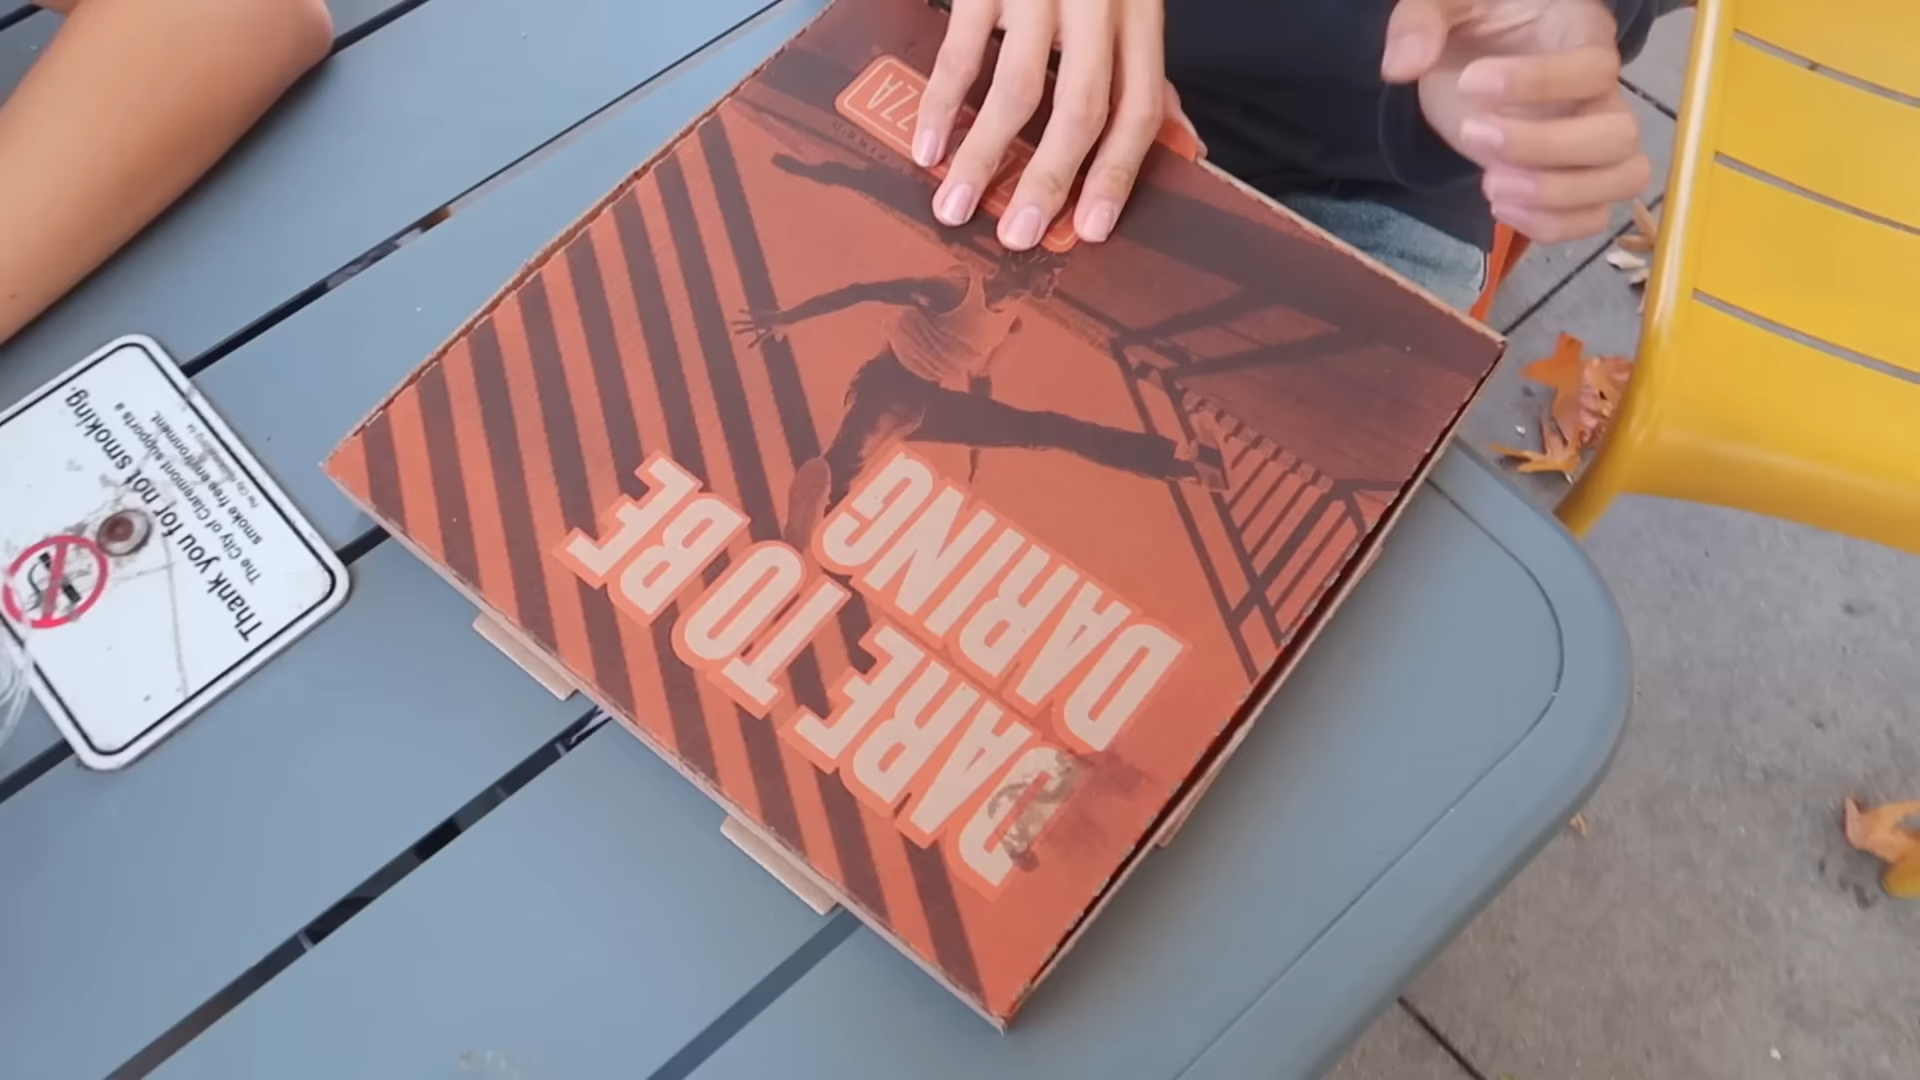 Thank you for not smoking.
The City of Claremont supports a
smoke free environment.
DARE TO BE
DARING